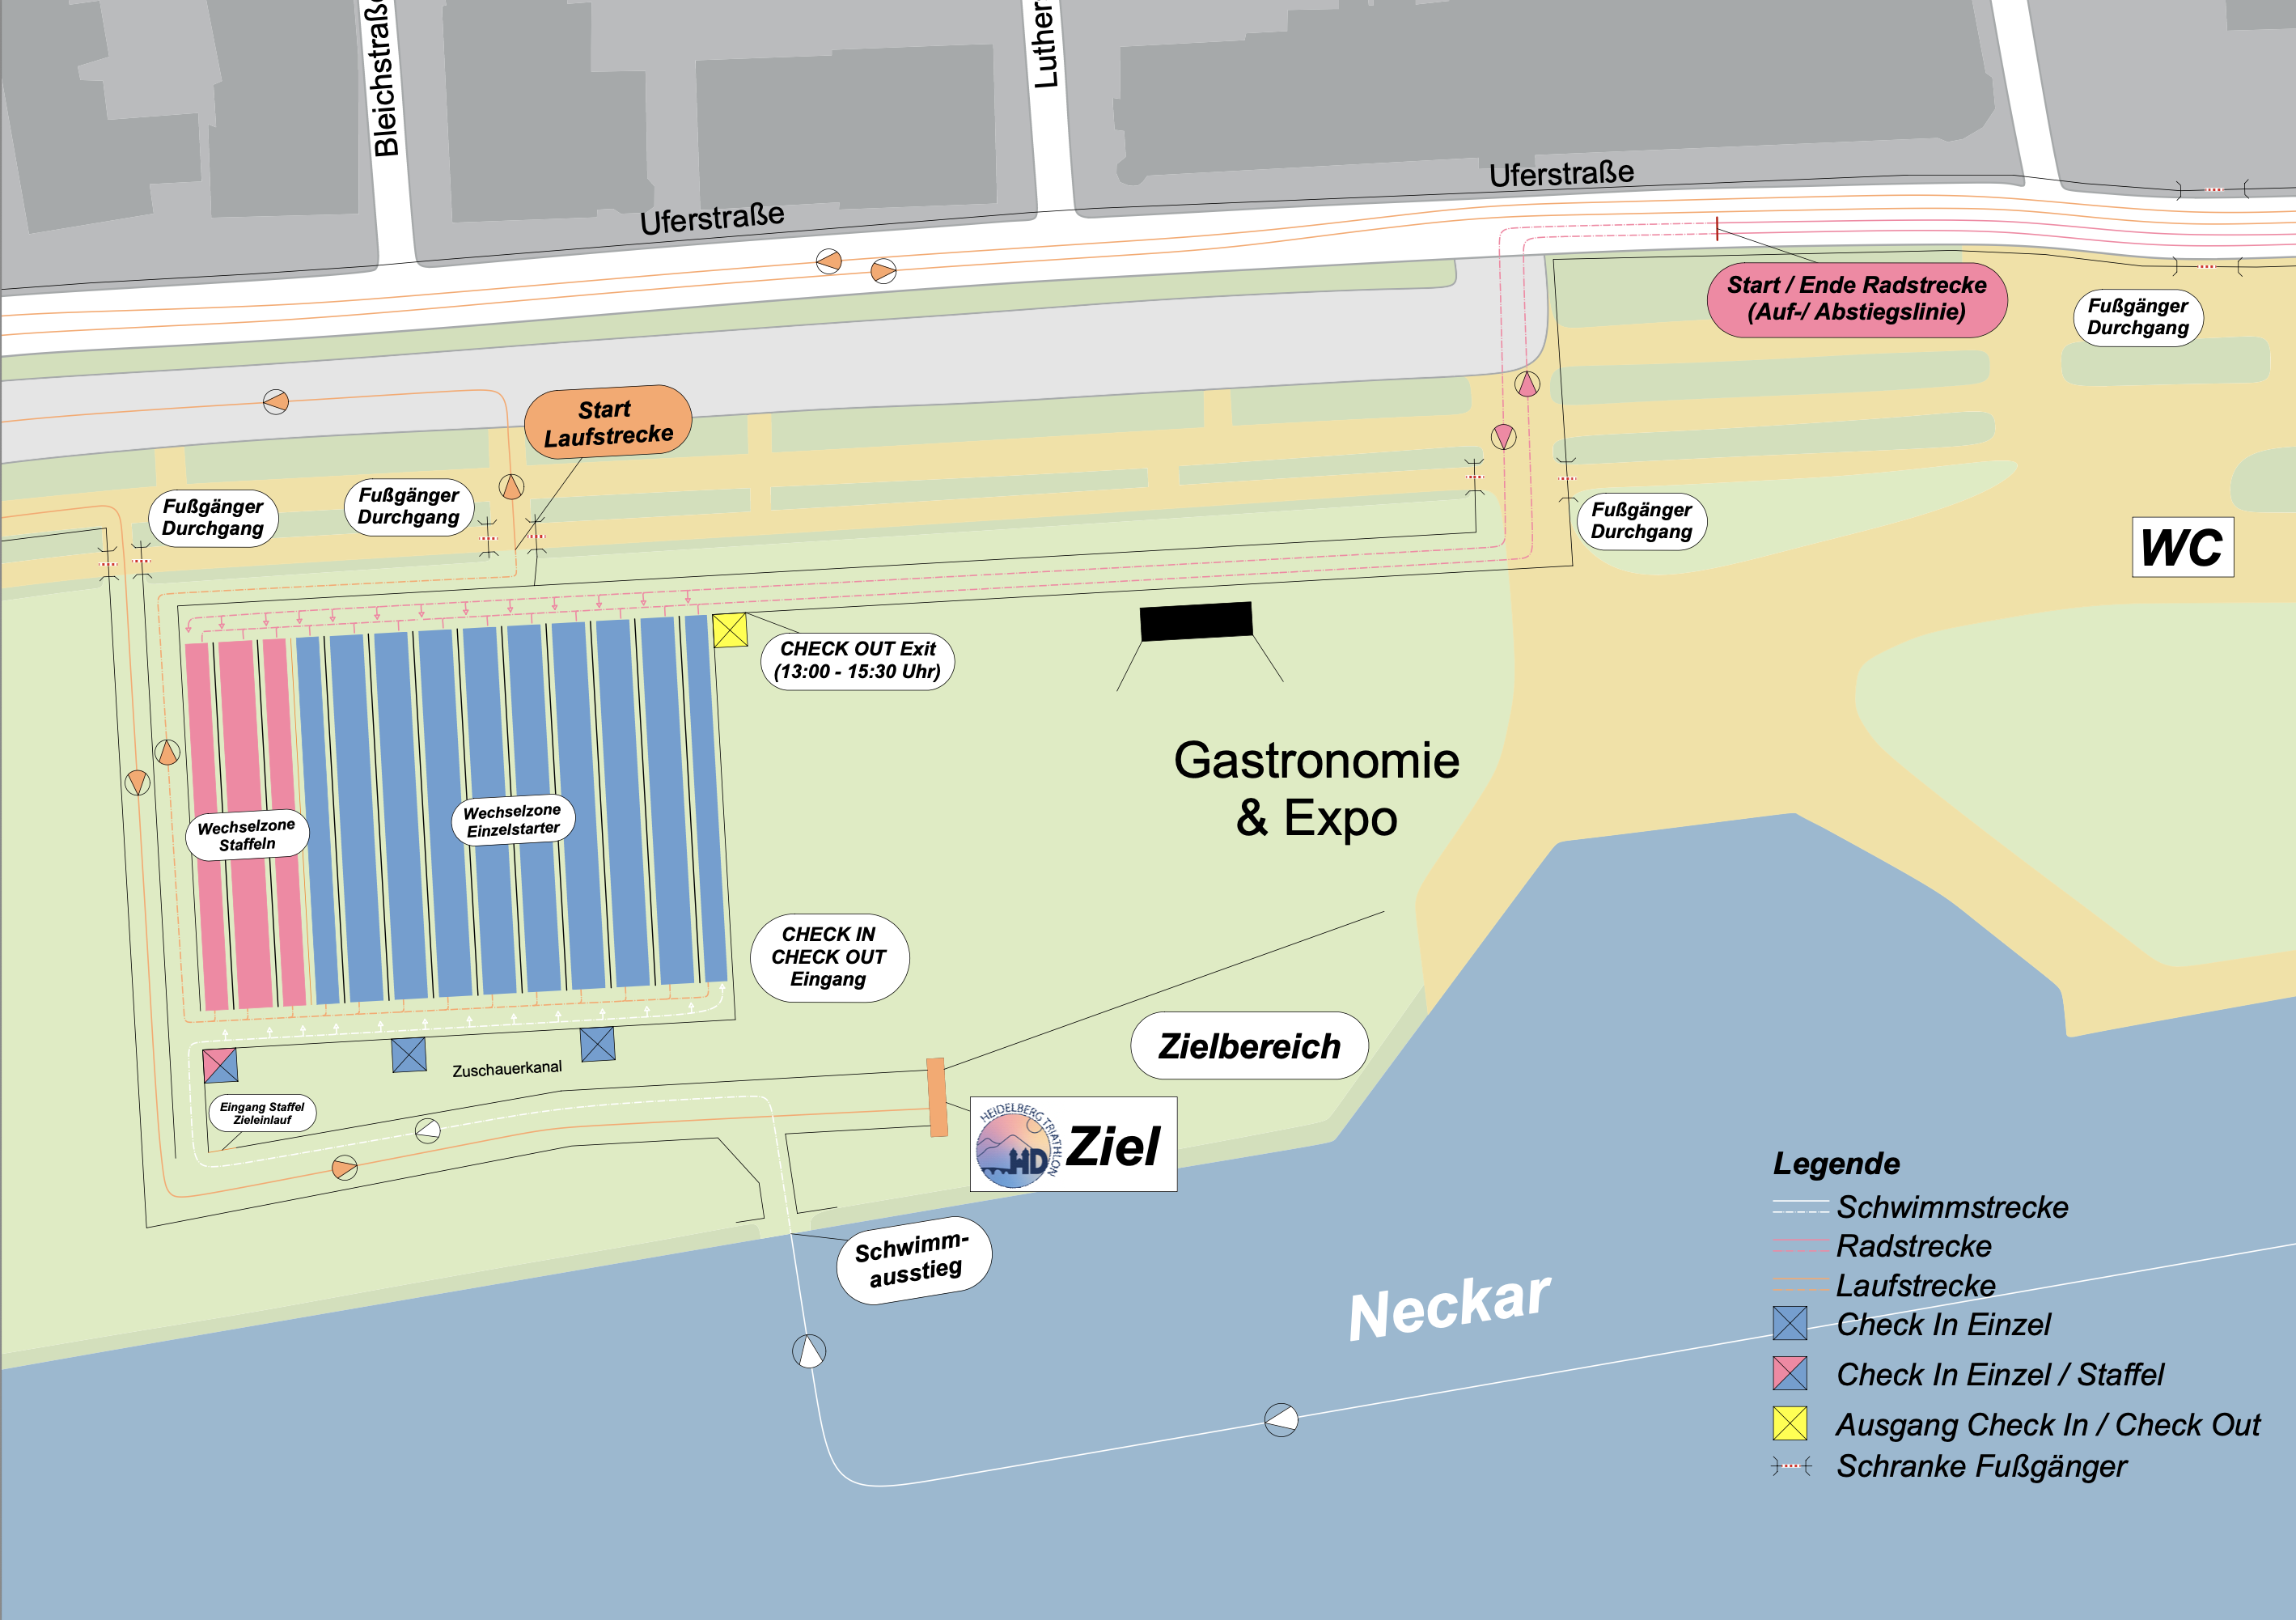 Bleichstraße
Luther
Uferstraße
Uferstraße
Start / Ende Radstrecke
(Auf-/ Abstiegslinie)
Fußgänger
Durchgang
Start
Laufstrecke
Fußgänger
Durchgang
Fußgänger
Durchgang
Fußgänger
Durchgang
WC
CHECK OUT Exit
(13:00 - 15:30 Uhr)
Gastronomie
& Expo
Wechselzone
Staffeln
Wechselzone
Einzelstarter
CHECK IN
CHECK OUT
Eingang
Zielbereich
Zuschauerkanal
Eingang Staffel
Zieleinlauf
HEIDELBERG TRIATHLON
HD
Ziel
Schwimm-
ausstieg
Neckar
Legende
Schwimmstrecke
Radstrecke
Laufstrecke
Check In Einzel
Check In Einzel / Staffel
Ausgang Check In / Check Out
Schranke Fußgänger